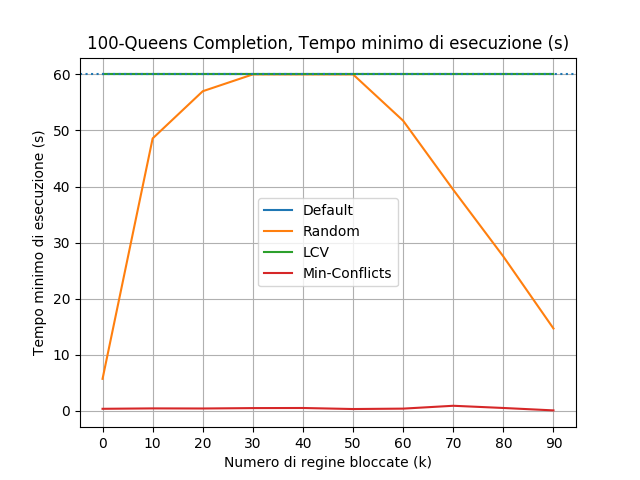 100-Queens Completion, Tempo minimo di esecuzione (s)
Tempo minimo di esecuzione (s)
60
50
40
30
20
10
0
Default
Random
LCV
Min-Conflicts
0 10 20 30 40 50 60 70 80 90
Numero di regine bloccate (k)